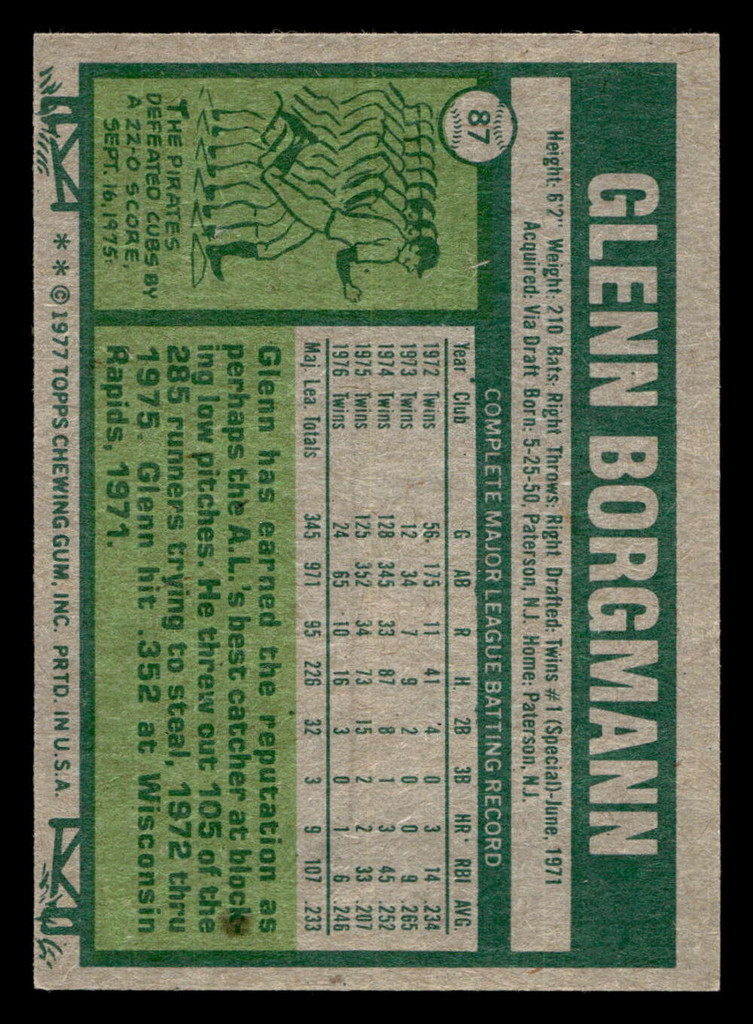 87
GLENN BORGMANN
Height: 6'2" Weight: 210 Bats: Right Throws: Right Drafted: Twins #1 (Special)-June, 1971
Acquired: Via Draft Born: 5-25-50, Paterson, N.J. Home: Paterson, N.J.
COMPLETE MAJOR LEAGUE BATTING RECORD
Year Club G AB R H. 2B 3B HR RBI AVG.
1972 Twins 56 175 11 41 4 0 3 14 .234
1973 Twins 12 34 7 9 2 0 0 9 .265
1974 Twins 128 345 33 87 8 1 3 45 .252
1975 Twins 125 352 34 73 15 2 2 33 .207
1976 Twins 24 65 10 16 3 0 1 6 .246
Maj. Lea. Totals 345 971 95 226 32 3 9 107 .233
THE PIRATES
DEFEATED CUBS BY
A 22-0 SCORE,
SEPT. 16, 1975.
Glenn has earned the reputation as
perhaps the A.L.'s best catcher at block-
ing low pitches. He threw out 105 of the
285 runners trying to steal, 1972 thru
1975. Glenn hit .352 at Wisconsin
Rapids, 1971.
* * © 1977 TOPPS CHEWING GUM, INC. PRTD. IN U.S.A.